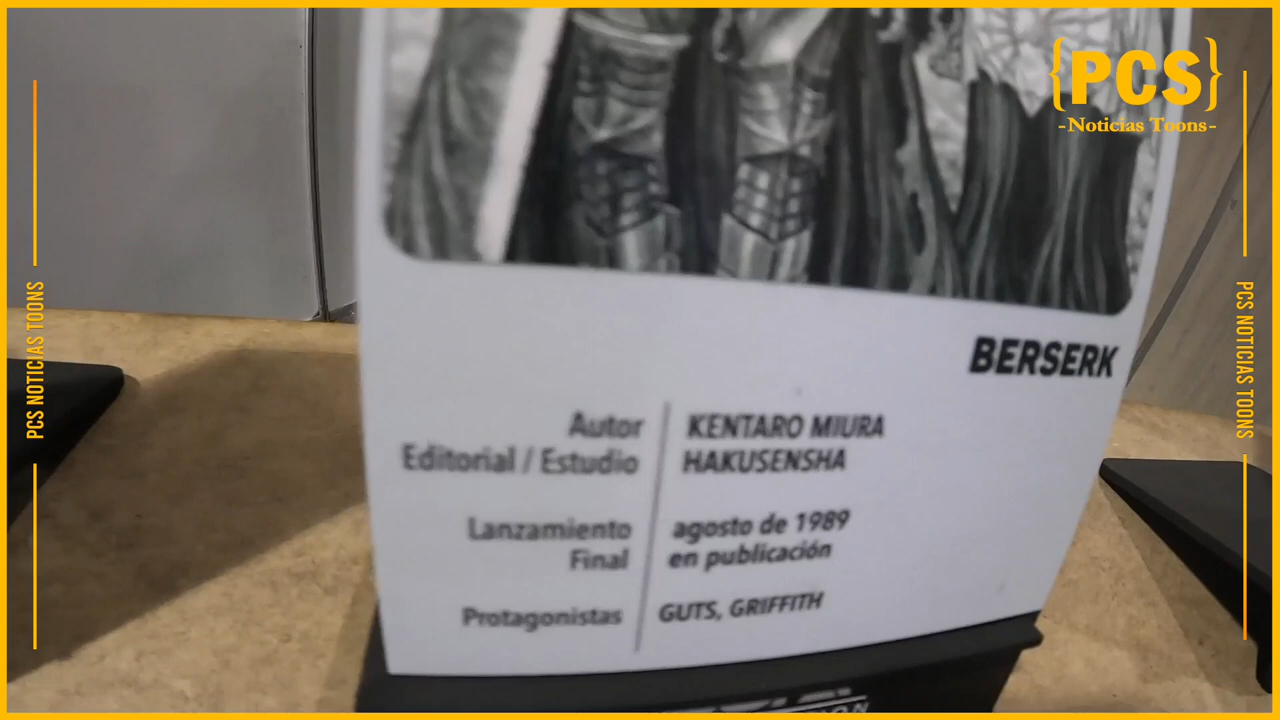 {PCS}
-Noticias Toons-
PCS NOTICIAS TOONS
PCS NOTICIAS TOONS
BERSERK
Autor KENTARO MIURA
Editorial / Estudio HAKUSENSHA
Lanzamiento agosto de 1989
Final en publicación
Protagonistas GUTS, GRIFFITH